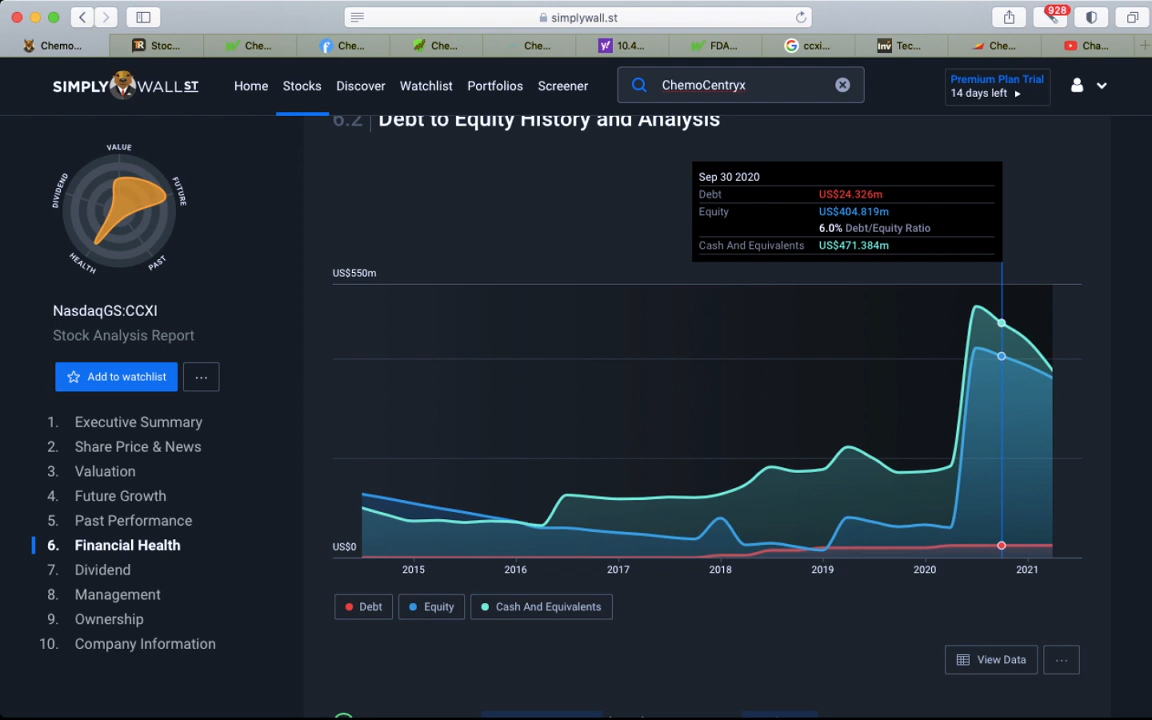 simplywall.st
928
Chemo...
Stoc...
Che...
Che...
Che...
Che...
10.4...
FDA...
ccxi...
Tec...
Che...
Cha...
SIMPLY WALL ST
Home Stocks Discover Watchlist Portfolios Screener
ChemoCentryx
Premium Plan Trial
14 days left
6.2 Debt to Equity History and Analysis
VALUE
FUTURE
PAST
HEALTH
DIVIDEND
NasdaqGS:CCXI
Stock Analysis Report
Add to watchlist ...
1. Executive Summary
2. Share Price & News
3. Valuation
4. Future Growth
5. Past Performance
6. Financial Health
7. Dividend
8. Management
9. Ownership
10. Company Information
Sep 30 2020
Debt US$24.326m
Equity US$404.819m
6.0% Debt/Equity Ratio
Cash And Equivalents US$471.384m
US$550m
US$0
2015 2016 2017 2018 2019 2020 2021
Debt Equity Cash And Equivalents
View Data ...